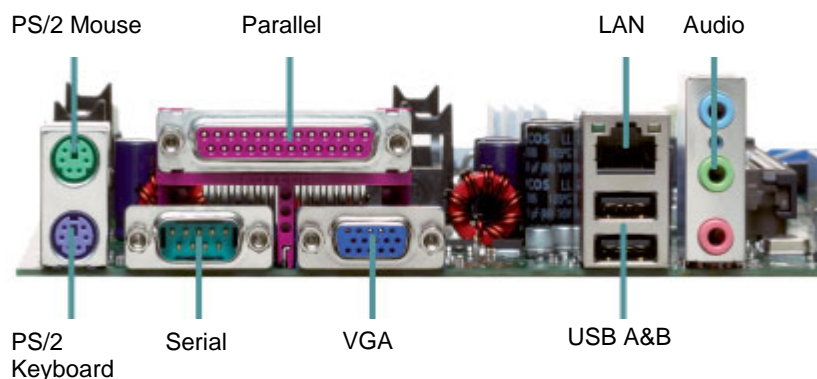 PS/2 Mouse
Parallel
LAN
Audio
PS/2
Keyboard
Serial
VGA
USB A&B